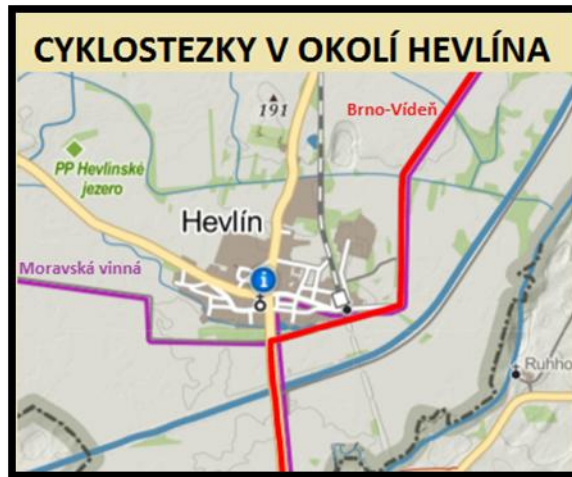 CYKLOSTEZKY V OKOLÍ HEVLÍNA
191
Brno-Vídeň
PP Hevlínské
jezero
Hevlín
Moravská vinná
i
Ruhho